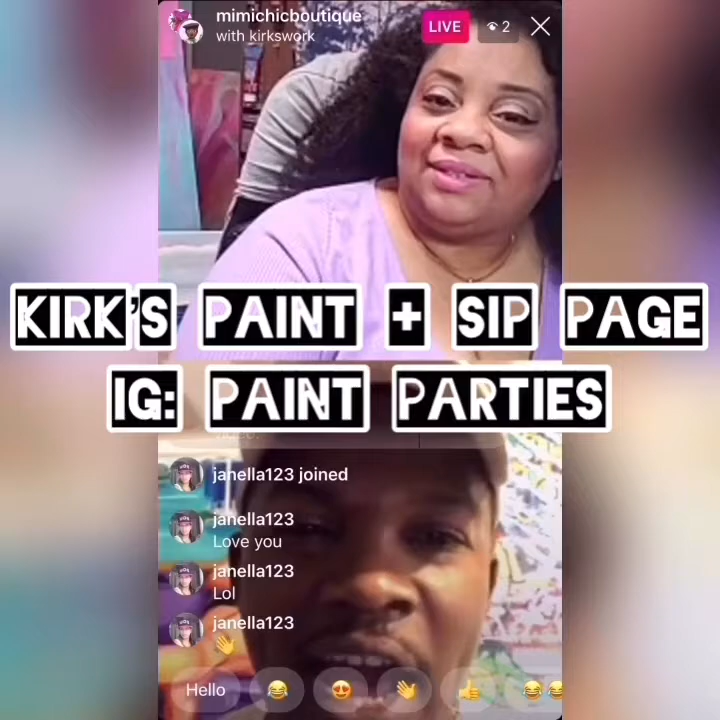 mimichicboutique
with kirkswork
LIVE
2
KIRK'S PAINT + SIP PAGE
IG: PAINT PARTIES
janella123 joined
janella123
Love you
janella123
Lol
janella123
👋
Hello 😂 😍 👋 👍 😂😂